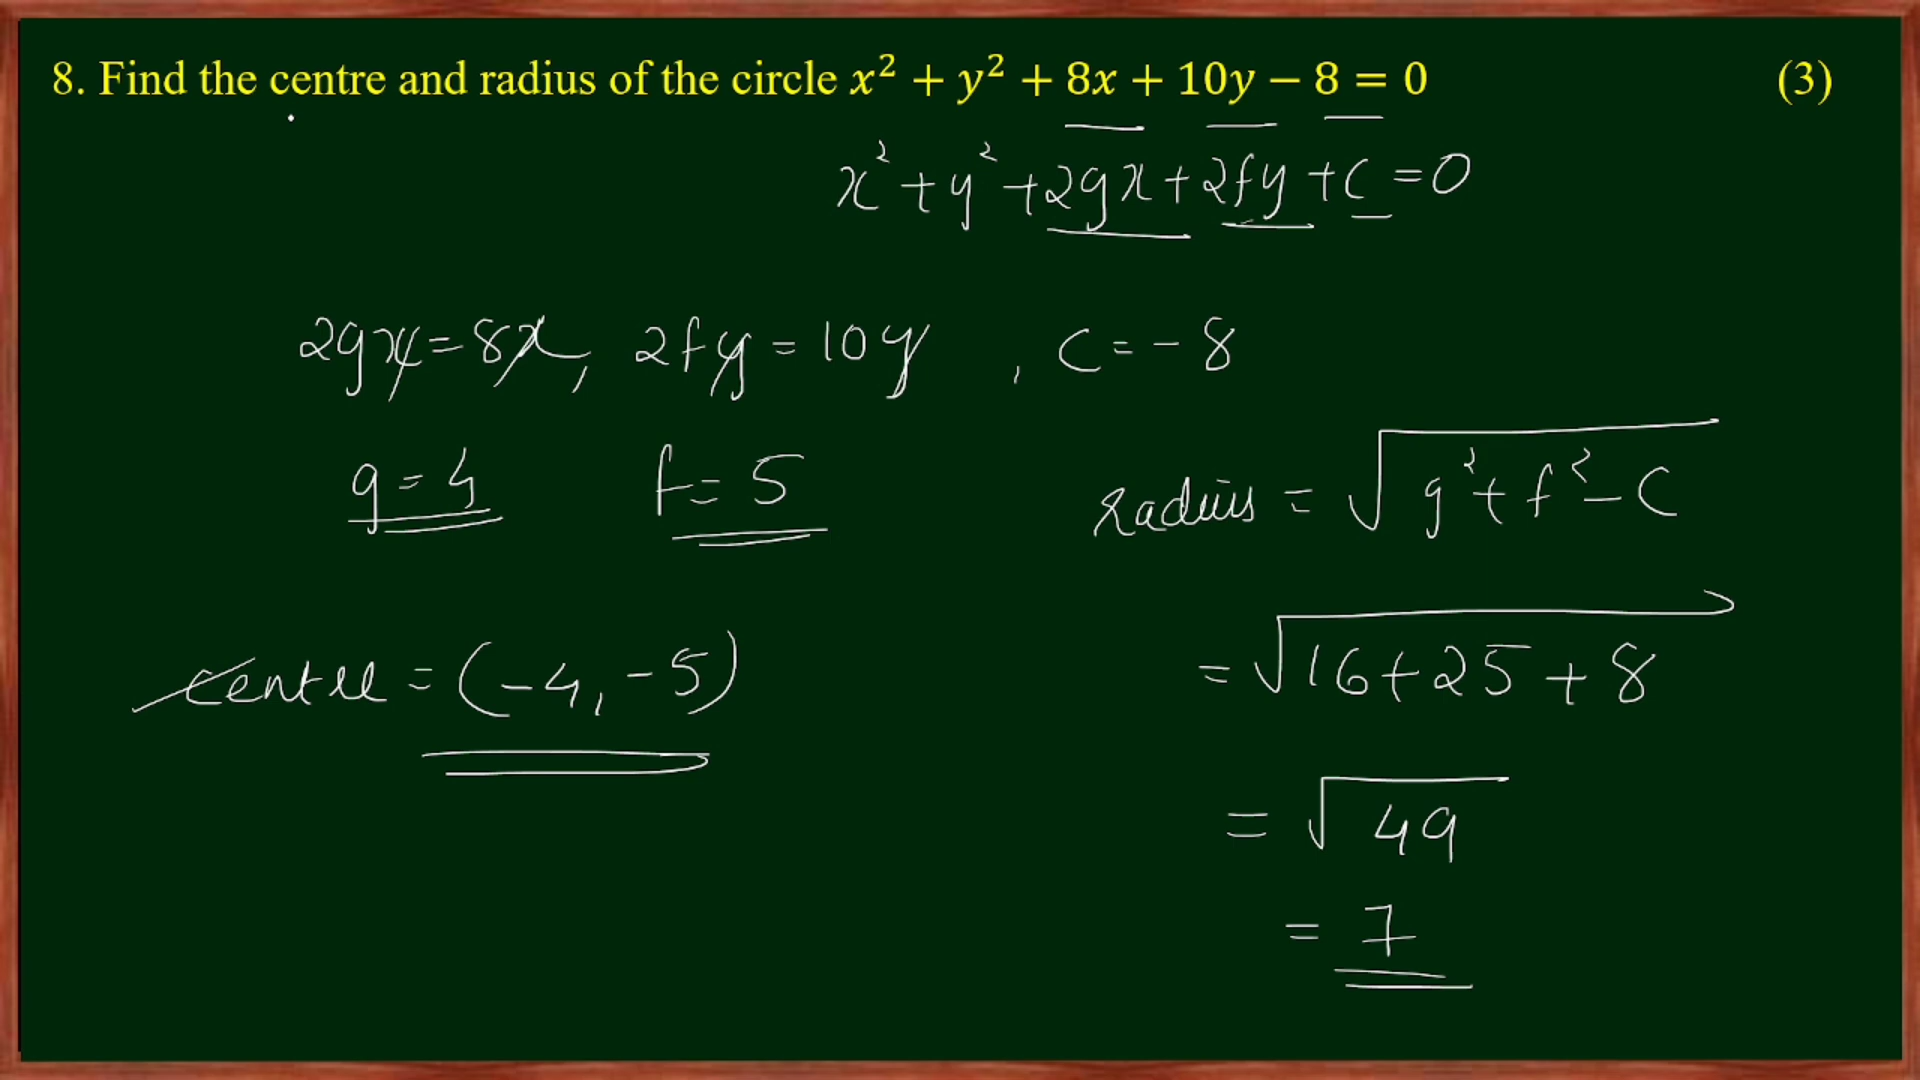 8. Find the centre and radius of the circle x² + y² + 8x + 10y − 8 = 0 (3)
x² + y² + 2gx + 2fy + c = 0
2gx = 8x, 2fy = 10y , c = -8
g = 4 f = 5
radius = √(g² + f² - c)
= √(16 + 25 + 8)
centre = (-4, -5)
= √49
= 7